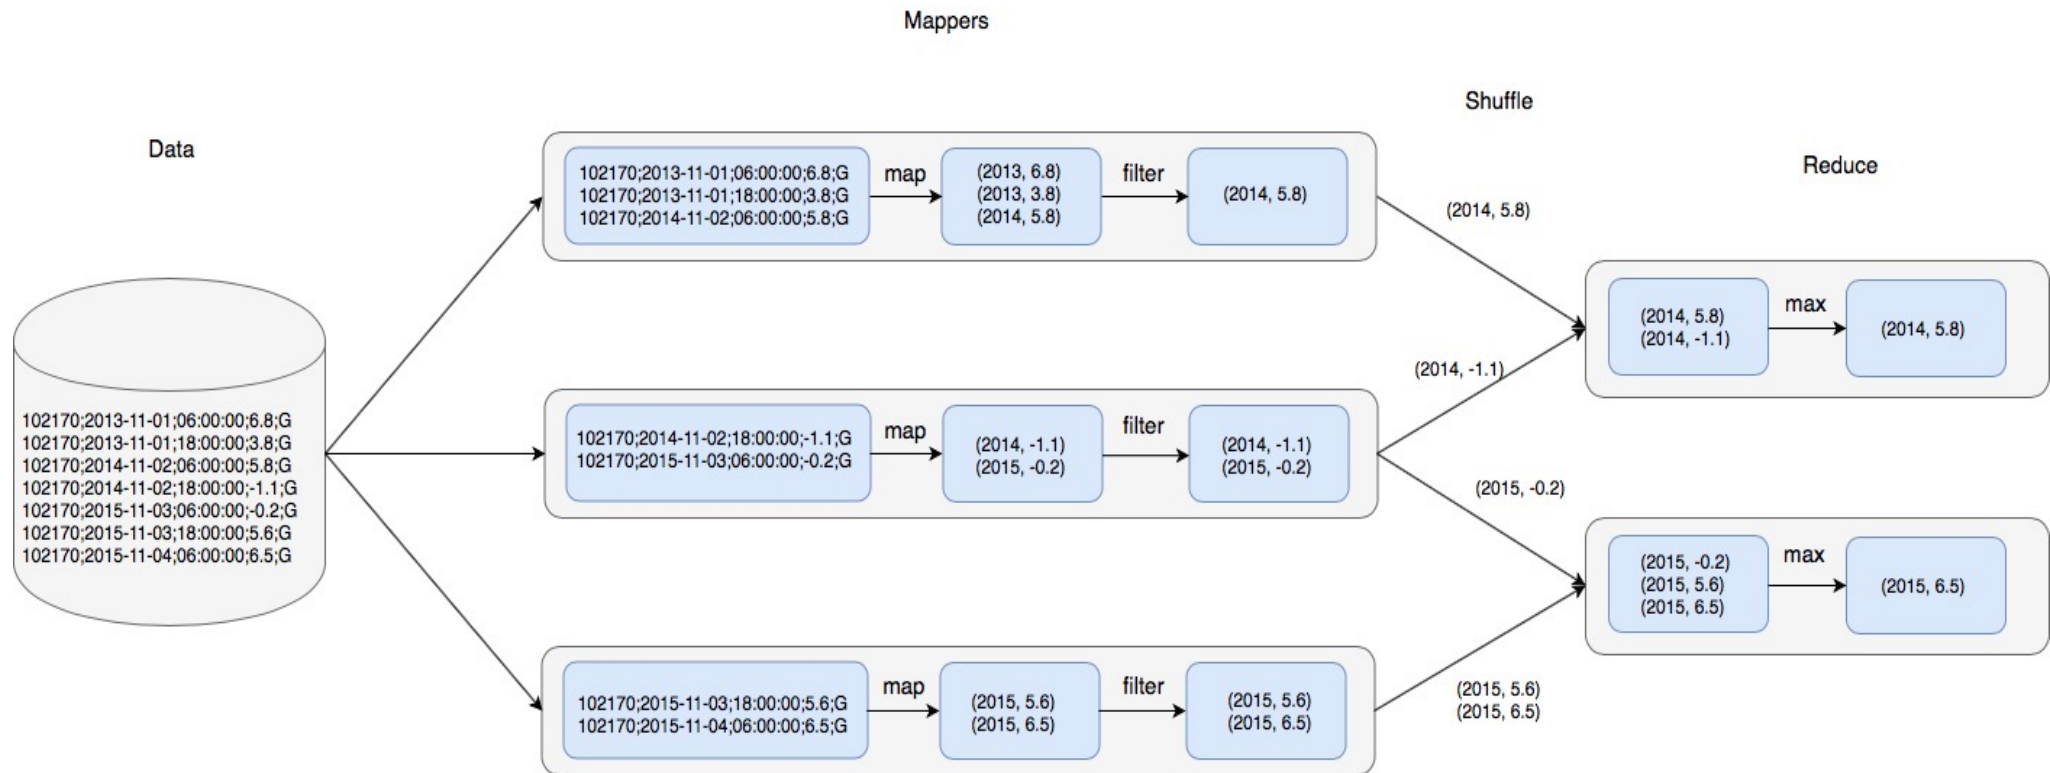 Mappers
Shuffle
Data
Reduce
102170;2013-11-01;06:00:00;6.8;G
102170;2013-11-01;18:00:00;3.8;G
102170;2014-11-02;06:00:00;5.8;G
102170;2014-11-02;18:00:00;-1.1;G
102170;2015-11-03;06:00:00;-0.2;G
102170;2015-11-03;18:00:00;5.6;G
102170;2015-11-04;06:00:00;6.5;G
102170;2013-11-01;06:00:00;6.8;G
102170;2013-11-01;18:00:00;3.8;G
102170;2014-11-02;06:00:00;5.8;G
map
(2013, 6.8)
(2013, 3.8)
(2014, 5.8)
filter
(2014, 5.8)
(2014, 5.8)
102170;2014-11-02;18:00:00;-1.1;G
102170;2015-11-03;06:00:00;-0.2;G
map
(2014, -1.1)
(2015, -0.2)
filter
(2014, -1.1)
(2015, -0.2)
(2014, -1.1)
(2015, -0.2)
102170;2015-11-03;18:00:00;5.6;G
102170;2015-11-04;06:00:00;6.5;G
map
(2015, 5.6)
(2015, 6.5)
filter
(2015, 5.6)
(2015, 6.5)
(2015, 5.6)
(2015, 6.5)
(2014, 5.8)
(2014, -1.1)
max
(2014, 5.8)
(2015, -0.2)
(2015, 5.6)
(2015, 6.5)
max
(2015, 6.5)